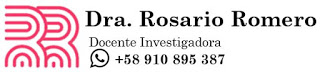 Dra. Rosario Romero
Docente Investigadora
+58 910 895 387